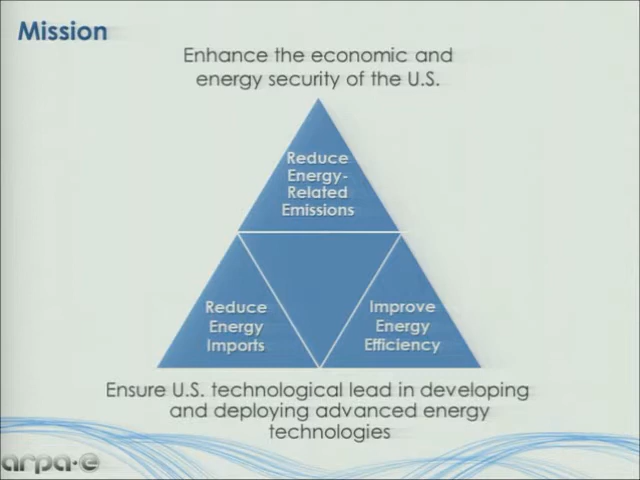 Mission
Enhance the economic and
energy security of the U.S.
Reduce
Energy-
Related
Emissions
Reduce
Energy
Imports
Improve
Energy
Efficiency
Ensure U.S. technological lead in developing
and deploying advanced energy
technologies
arpa·e